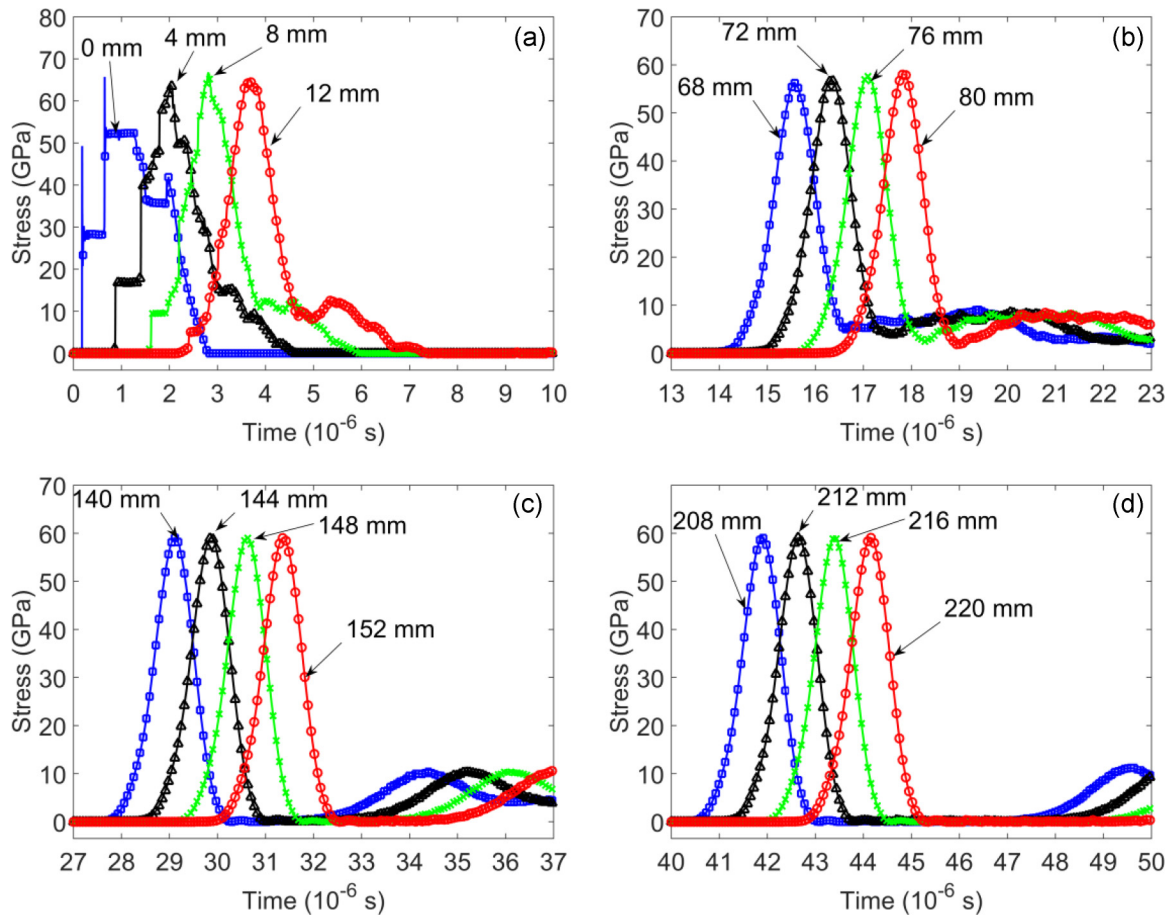 80
70
60
50
40
30
20
10
0
Stress (GPa)
0 mm
4 mm
8 mm
12 mm
(a)
0 1 2 3 4 5 6 7 8 9 10
Time (10-6 s)
70
60
50
40
30
20
10
0
Stress (GPa)
68 mm
72 mm
76 mm
80 mm
(b)
13 14 15 16 17 18 19 20 21 22 23
Time (10-6 s)
70
60
50
40
30
20
10
0
Stress (GPa)
140 mm
144 mm
148 mm
152 mm
(c)
27 28 29 30 31 32 33 34 35 36 37
Time (10-6 s)
70
60
50
40
30
20
10
0
Stress (GPa)
208 mm
212 mm
216 mm
220 mm
(d)
40 41 42 43 44 45 46 47 48 49 50
Time (10-6 s)